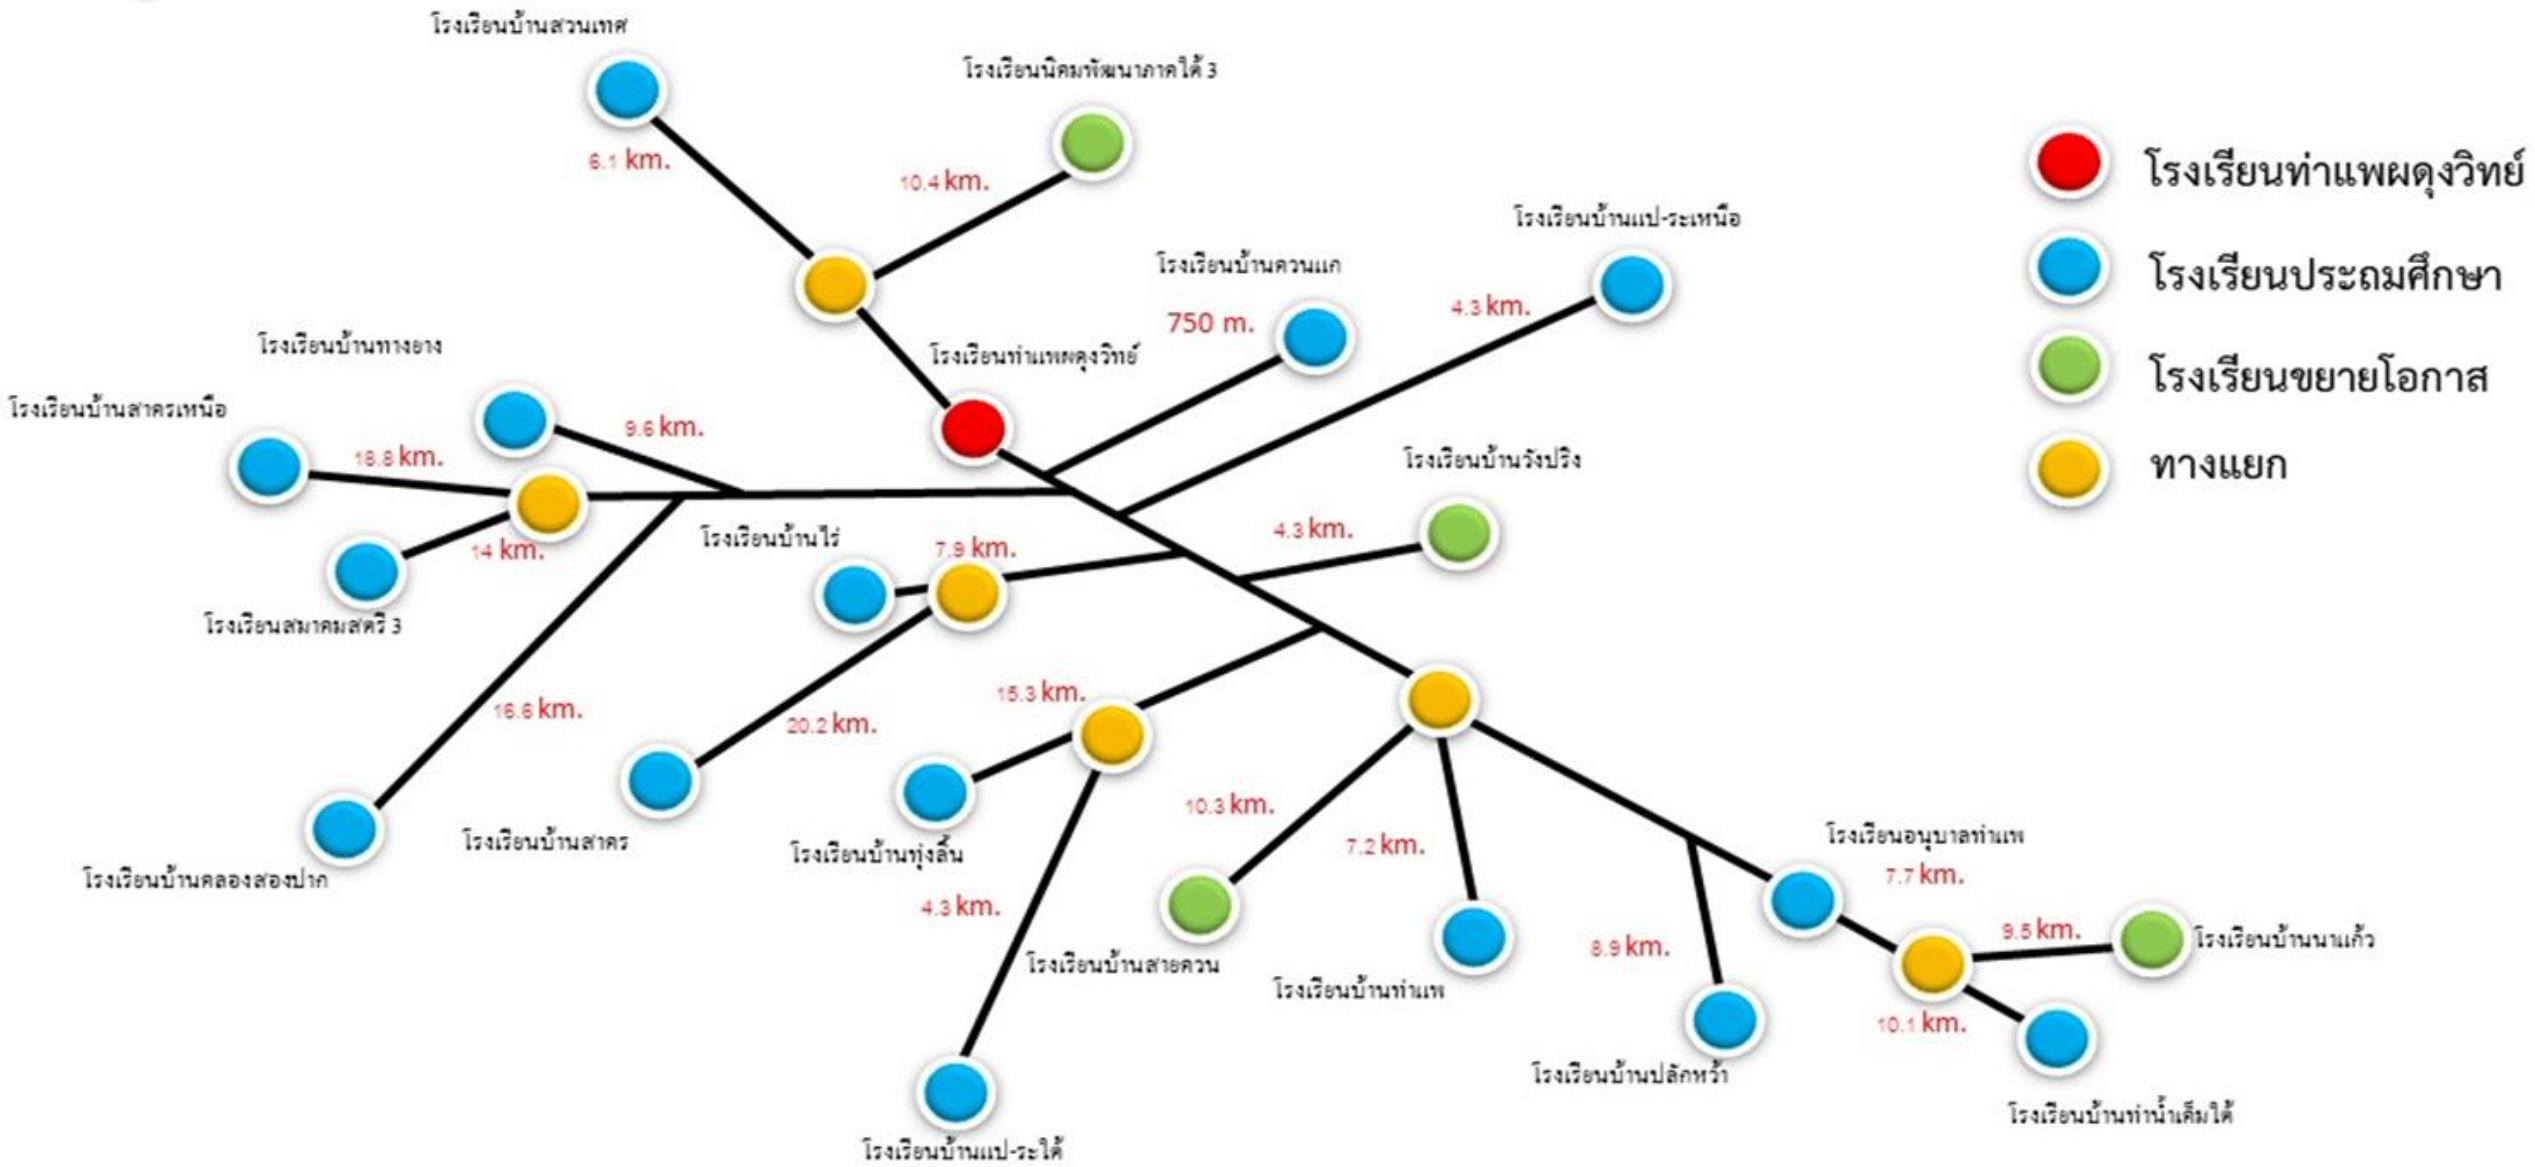 โรงเรียนบ้านสวนเทศ
โรงเรียนนิคมพัฒนาภาคใต้ 3
6.1 km.
10.4 km.
โรงเรียนท่าแพผดุงวิทย์
โรงเรียนประถมศึกษา
โรงเรียนขยายโอกาส
ทางแยก
โรงเรียนบ้านแป-ระเหนือ
โรงเรียนบ้านควนแก
750 m.
4.3 km.
โรงเรียนบ้านทางยาง
โรงเรียนท่าแพผดุงวิทย์
โรงเรียนบ้านสาครเหนือ
9.6 km.
18.8 km.
โรงเรียนบ้านวังปริง
โรงเรียนบ้านไร่
7.9 km.
4.3 km.
14 km.
โรงเรียนสมาคมสตรี 3
16.6 km.
15.3 km.
20.2 km.
10.3 km.
7.2 km.
โรงเรียนบ้านสาคร
โรงเรียนบ้านทุ่งลิ้น
โรงเรียนอนุบาลท่าแพ
7.7 km.
โรงเรียนบ้านคลองสองปาก
4.3 km.
9.5 km.
โรงเรียนบ้านนาแก้ว
8.9 km.
โรงเรียนบ้านสายควน
โรงเรียนบ้านท่าแพ
10.1 km.
โรงเรียนบ้านปลักหว้า
โรงเรียนบ้านท่าน้ำเค็มใต้
โรงเรียนบ้านแป-ระใต้